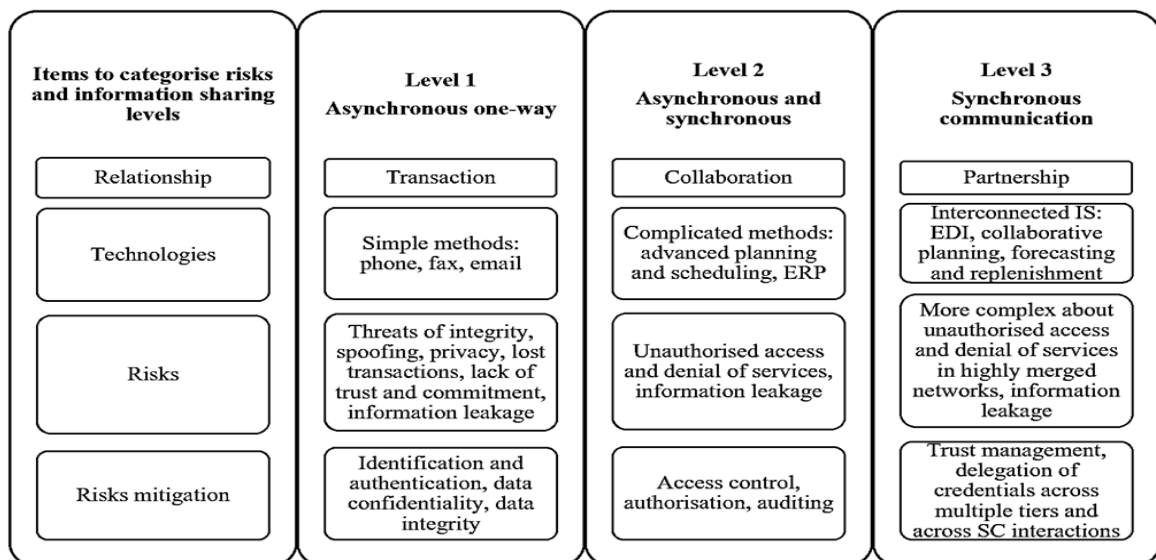 Items to categorise risks
and information sharing
levels
Relationship
Technologies
Risks
Risks mitigation
Level 1
Asynchronous one-way
Transaction
Simple methods:
phone, fax, email
Threats of integrity,
spoofing, privacy, lost
transactions, lack of
trust and commitment,
information leakage
Identification and
authentication, data
confidentiality, data
integrity
Level 2
Asynchronous and
synchronous
Collaboration
Complicated methods:
advanced planning
and scheduling, ERP
Unauthorised access
and denial of services,
information leakage
Access control,
authorisation, auditing
Level 3
Synchronous
communication
Partnership
Interconnected IS:
EDI, collaborative
planning, forecasting
and replenishment
More complex about
unauthorised access
and denial of services
in highly merged
networks, information
leakage
Trust management,
delegation of
credentials across
multiple tiers and
across SC interactions